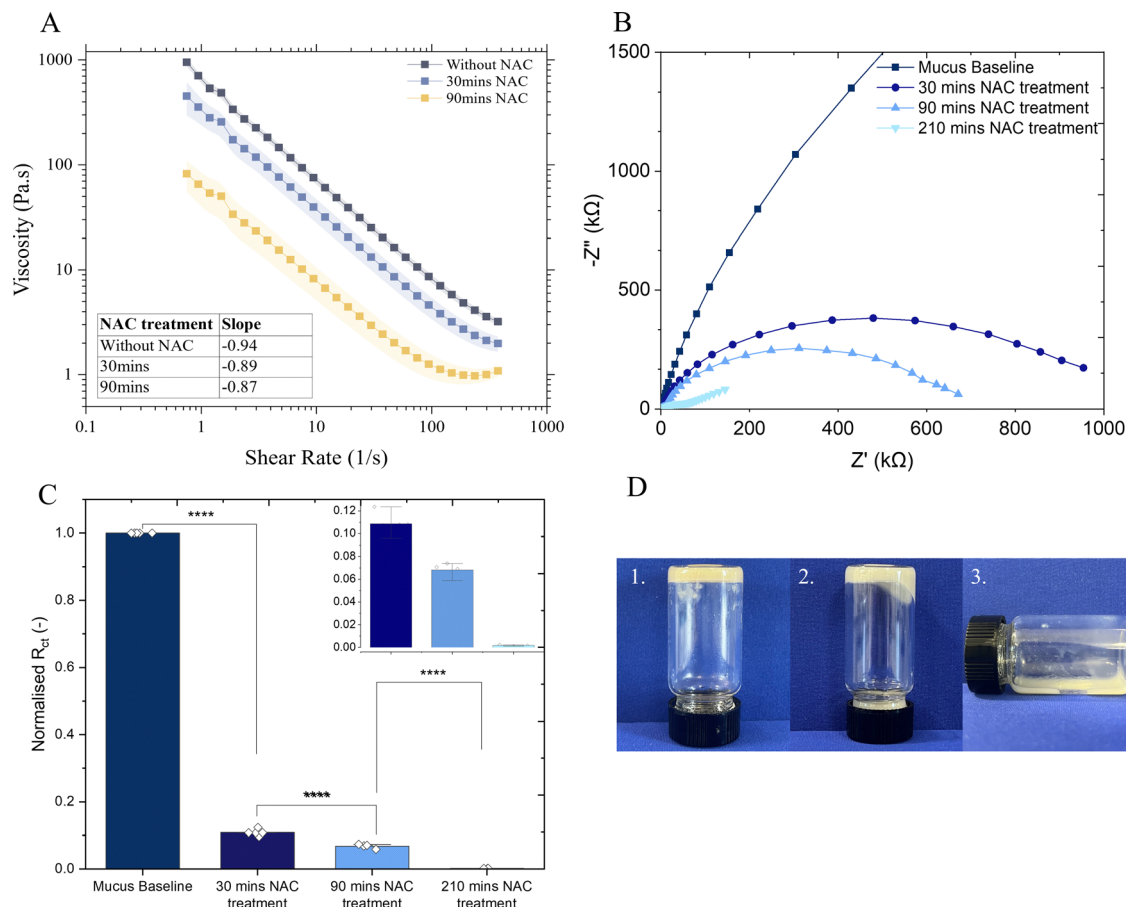 A
1000
100
10
1
Viscosity (Pa.s)
0.1
1
10
100
1000
Shear Rate (1/s)
Without NAC
30mins NAC
90mins NAC
NAC treatment Slope
Without NAC -0.94
30mins -0.89
90mins -0.87
B
1500
1000
500
0
-Z'' (kΩ)
0
200
400
600
800
1000
Z' (kΩ)
Mucus Baseline
30 mins NAC treatment
90 mins NAC treatment
210 mins NAC treatment
C
1.0
0.8
0.6
0.4
0.2
0.0
Normalised Rct (-)
****
****
****
0.12
0.10
0.08
0.06
0.04
0.02
0.00
Mucus Baseline
30 mins NAC
treatment
90 mins NAC
treatment
210 mins NAC
treatment
D
1.
2.
3.